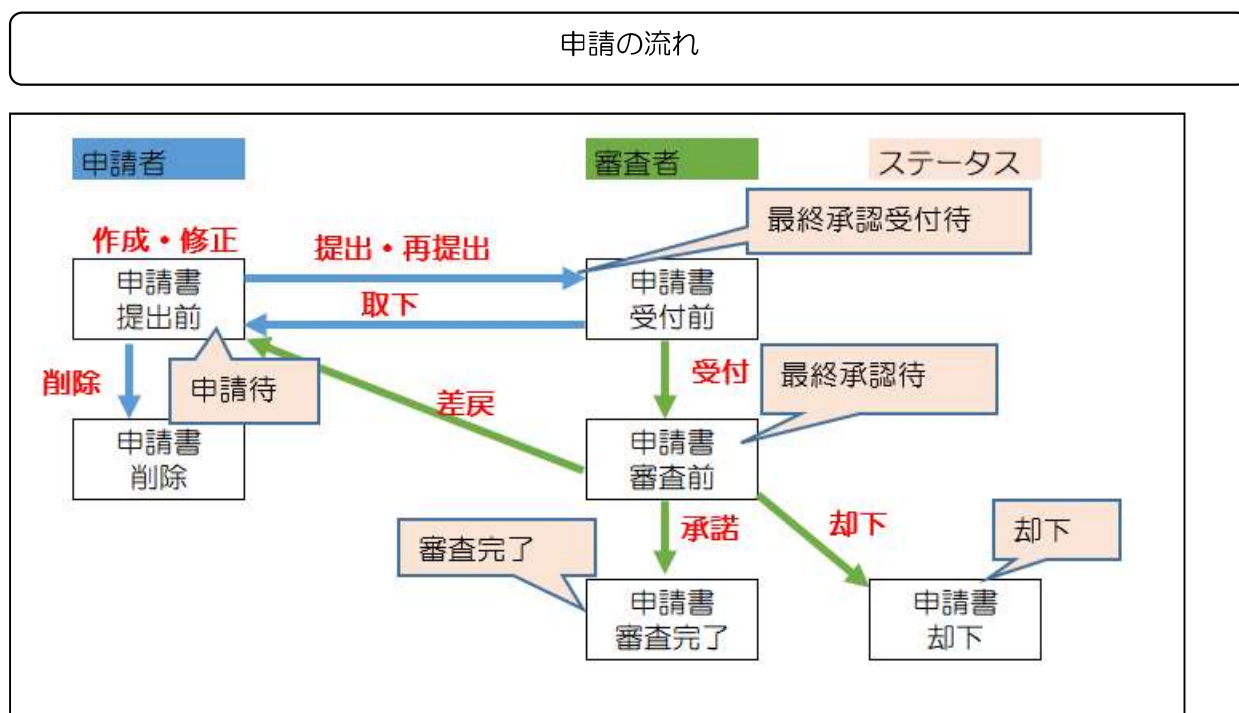 申請の流れ
申請者
審査者
ステータス
最終承認受付待
作成・修正
提出・再提出
申請書
提出前
取下
申請書
受付前
削除
申請待
差戻
受付
最終承認待
申請書
削除
申請書
審査前
審査完了
承諾
却下
却下
申請書
審査完了
申請書
却下